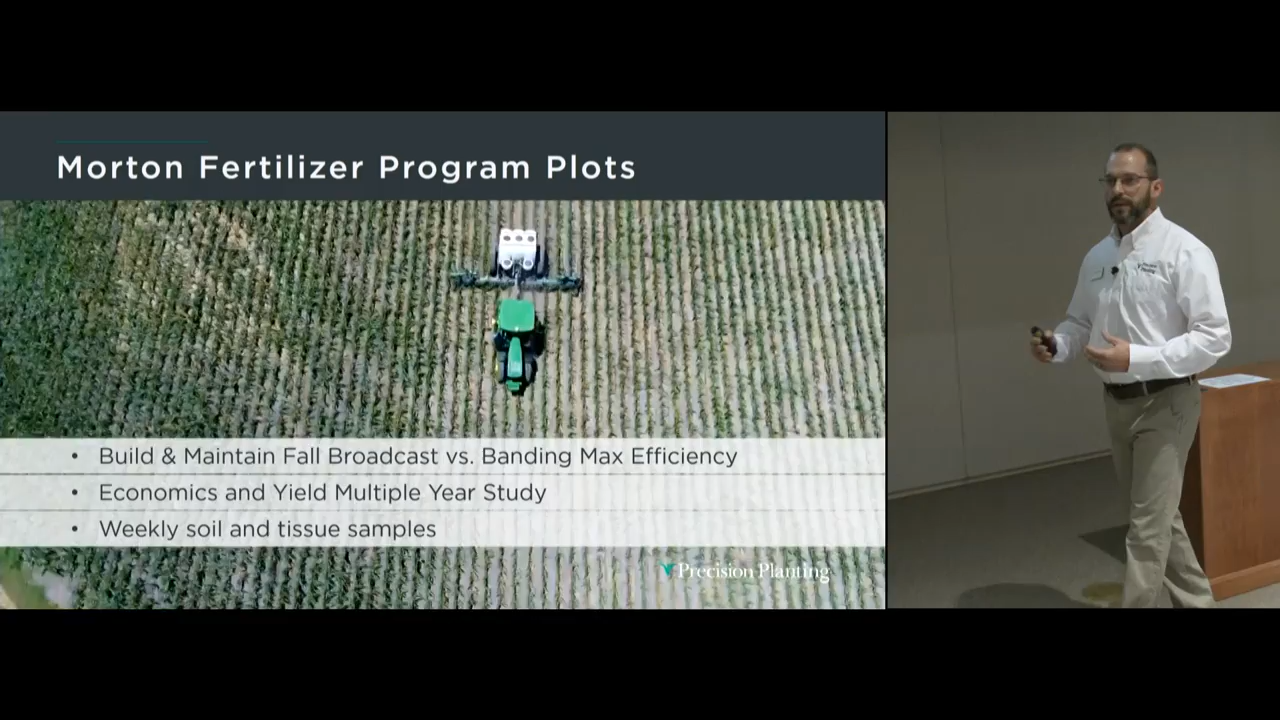 Morton Fertilizer Program Plots
• Build & Maintain Fall Broadcast vs. Banding Max Efficiency
• Economics and Yield Multiple Year Study
• Weekly soil and tissue samples
Precision Planting